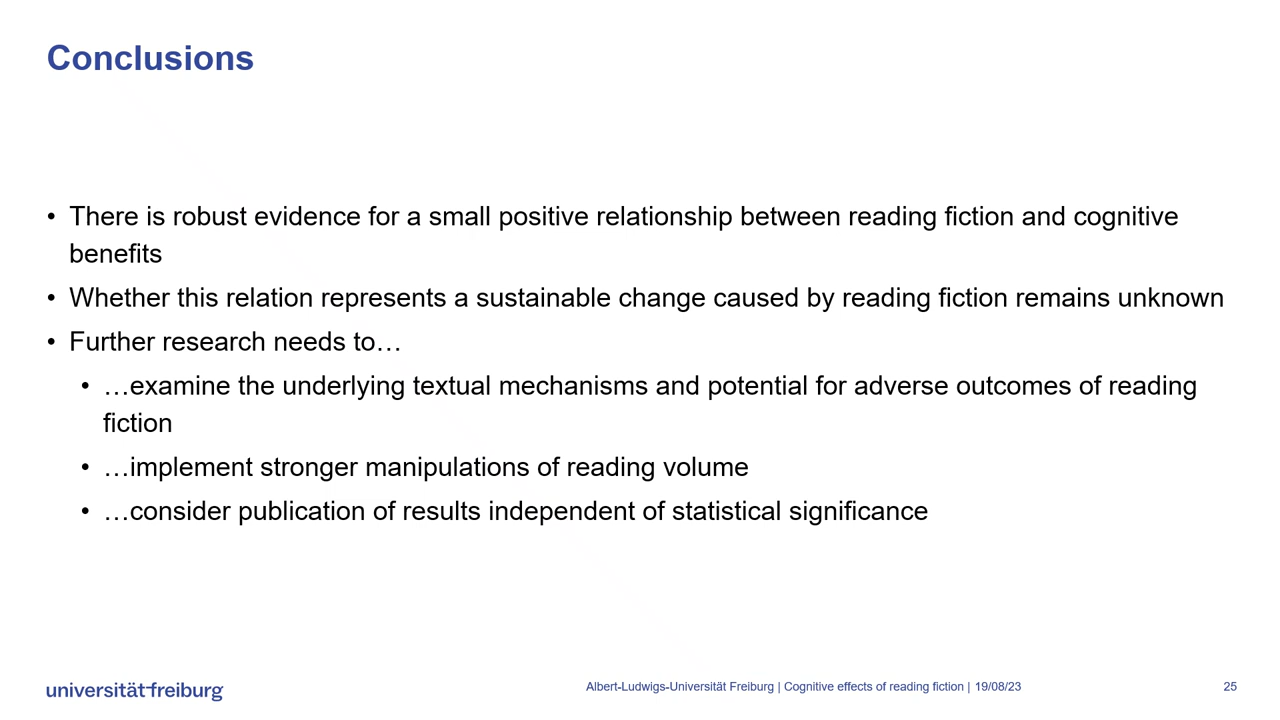 Conclusions
• There is robust evidence for a small positive relationship between reading fiction and cognitive
benefits
• Whether this relation represents a sustainable change caused by reading fiction remains unknown
• Further research needs to…
• …examine the underlying textual mechanisms and potential for adverse outcomes of reading
fiction
• …implement stronger manipulations of reading volume
• …consider publication of results independent of statistical significance
universität freiburg
Albert-Ludwigs-Universität Freiburg | Cognitive effects of reading fiction | 19/08/23
25